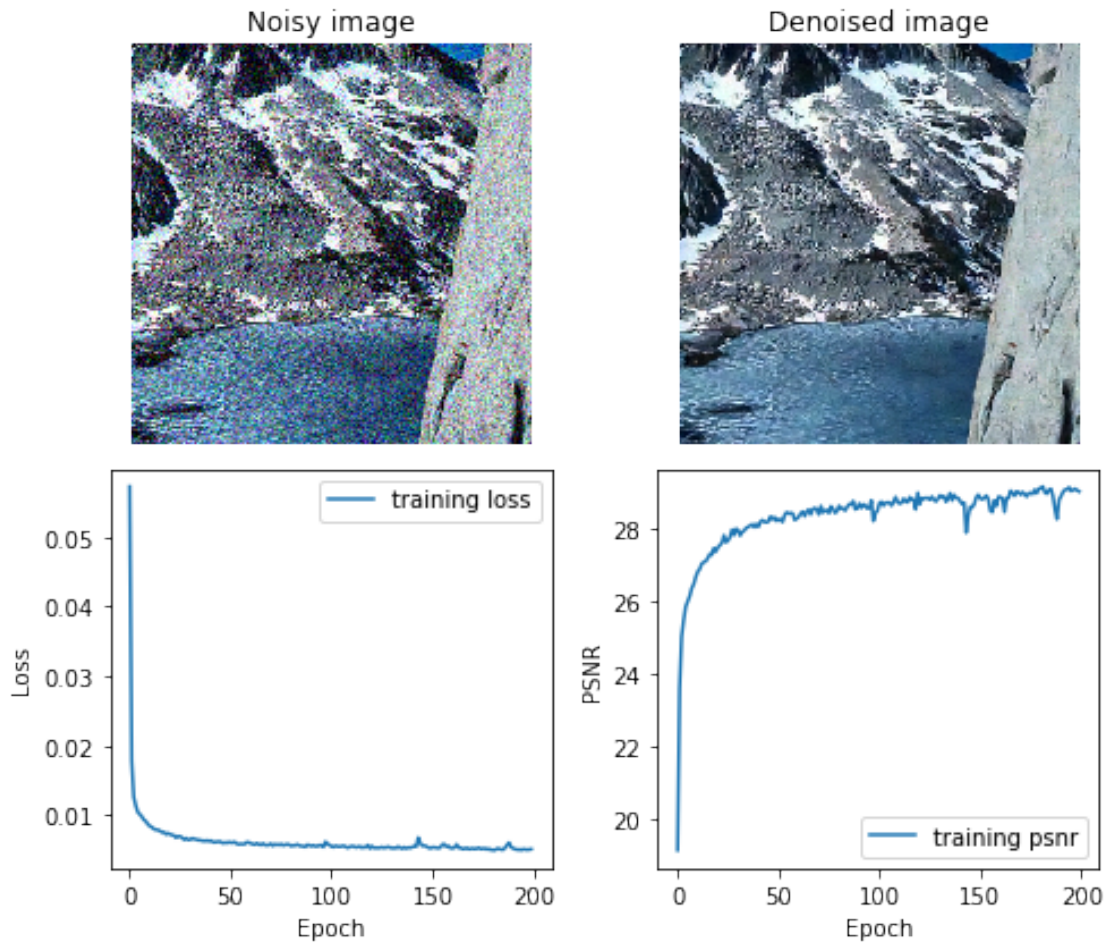 Noisy image
Denoised image
training loss
0.05
0.04
0.03
0.02
0.01
Loss
0
50
100
150
200
Epoch
28
26
24
22
20
PSNR
training psnr
0
50
100
150
200
Epoch